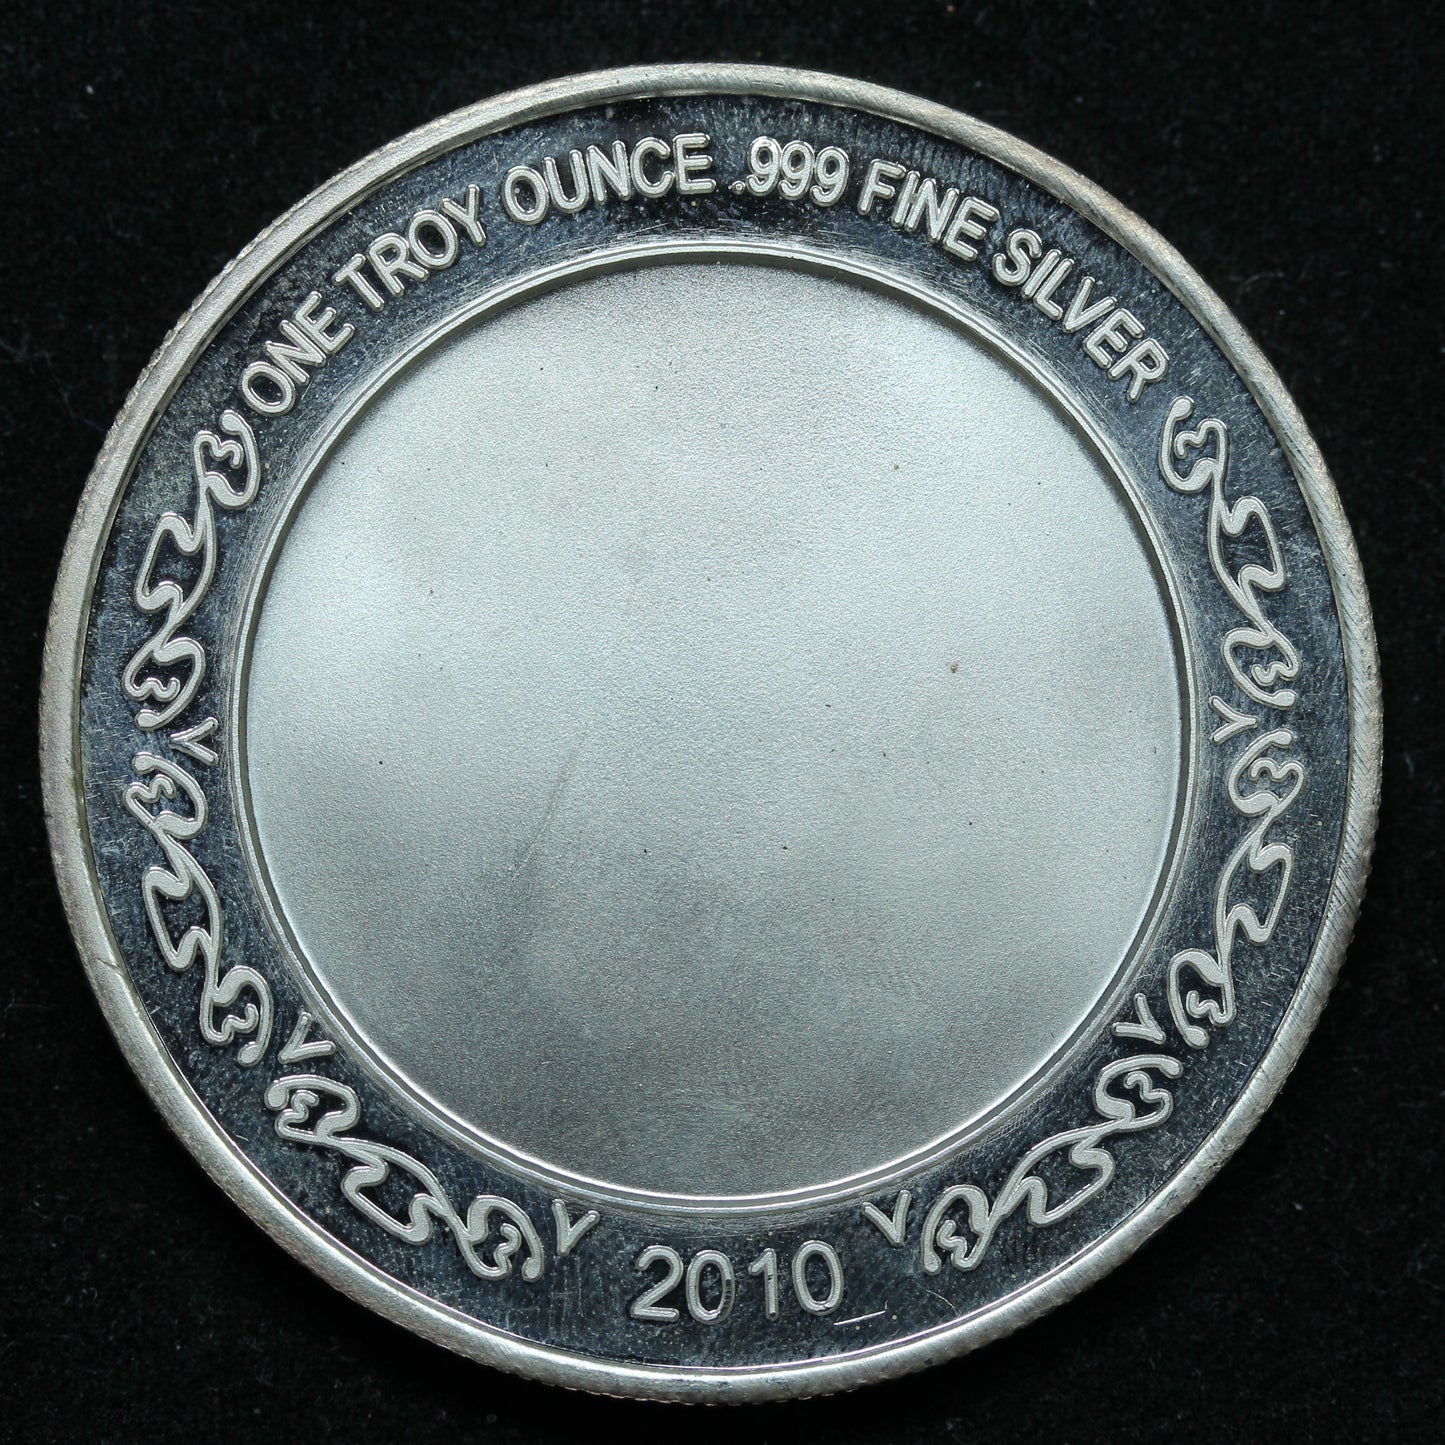 ONE TROY OUNCE .999 FINE SILVER
2010